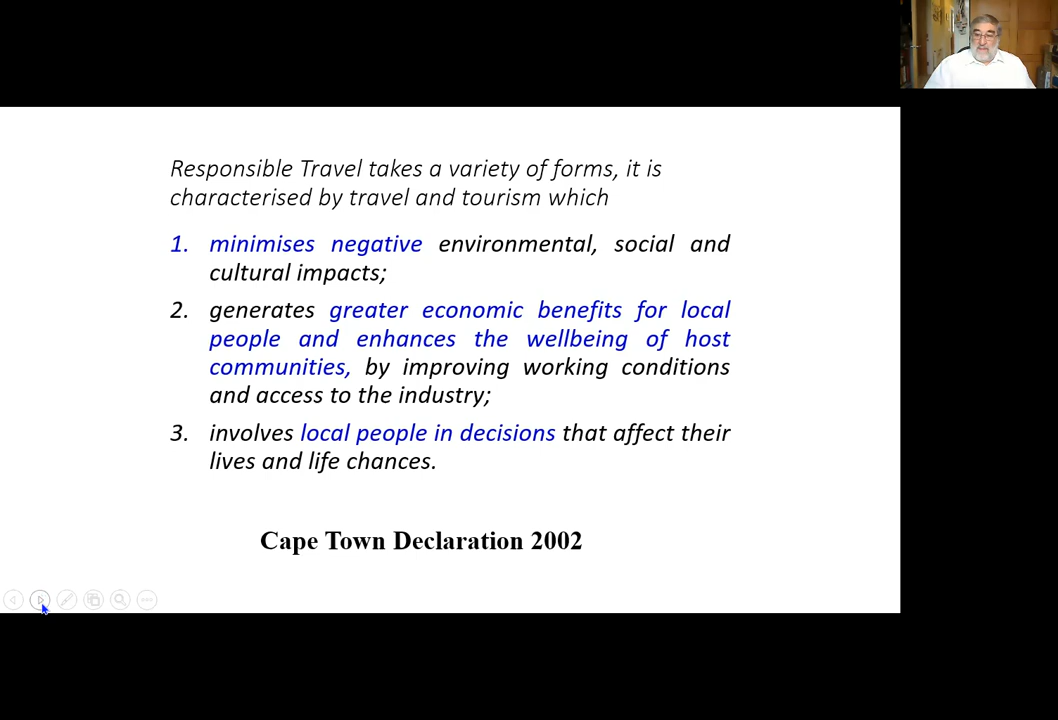 Responsible Travel takes a variety of forms, it is
characterised by travel and tourism which
1. minimises negative environmental, social and
cultural impacts;
2. generates greater economic benefits for local
people and enhances the wellbeing of host
communities, by improving working conditions
and access to the industry;
3. involves local people in decisions that affect their
lives and life chances.
Cape Town Declaration 2002